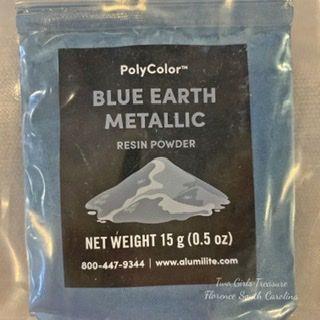 PolyColor™
BLUE EARTH
METALLIC
RESIN POWDER
NET WEIGHT 15 g (0.5 oz)
800-447-9344 | www.alumilite.com
Two Girls Treasure
Florence South Carolina